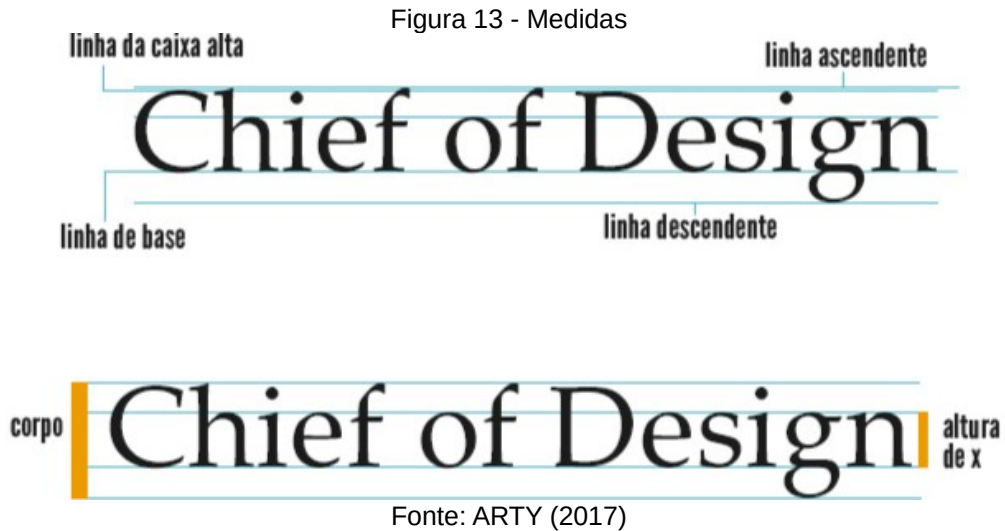 Figura 13 - Medidas
linha da caixa alta
linha ascendente
Chief of Design
linha de base
linha descendente
corpo
Chief of Design
altura
de x
Fonte: ARTY (2017)